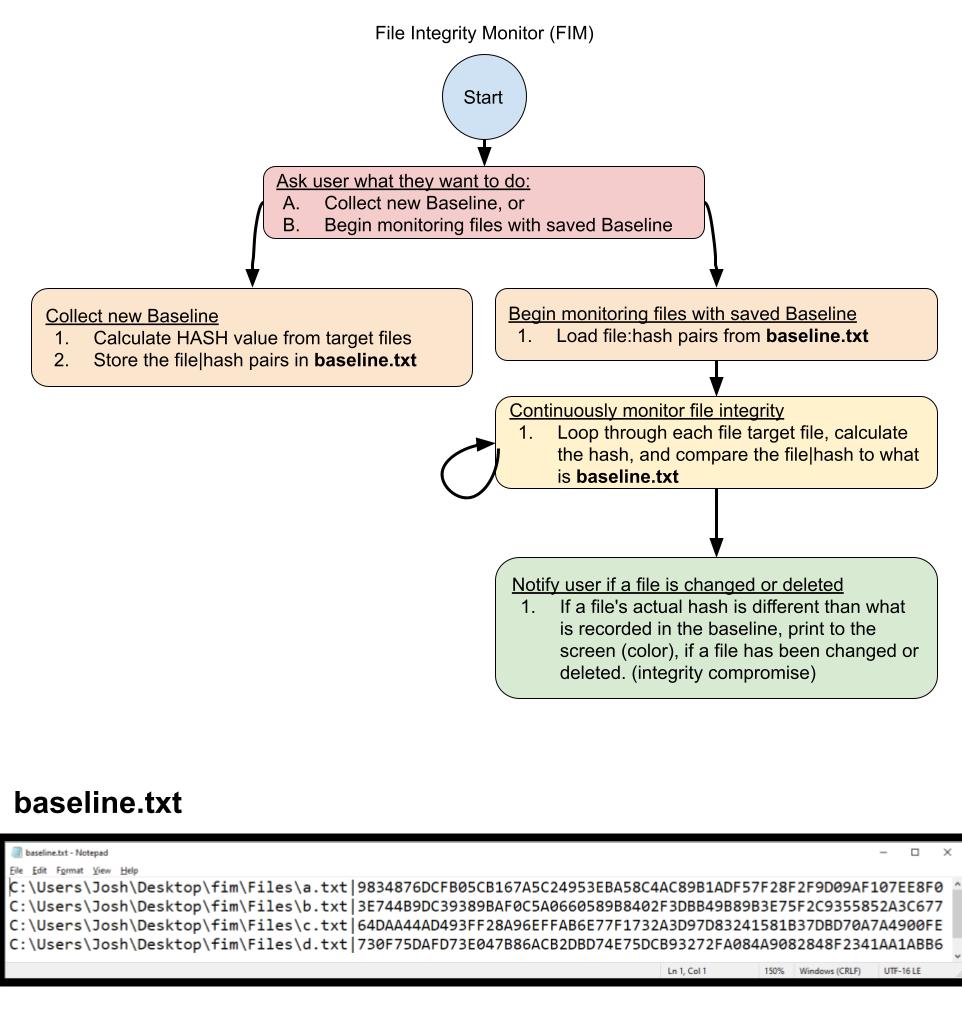 File Integrity Monitor (FIM)
Start
Ask user what they want to do:
A. Collect new Baseline, or
B. Begin monitoring files with saved Baseline
Collect new Baseline
1. Calculate HASH value from target files
2. Store the file|hash pairs in baseline.txt
Begin monitoring files with saved Baseline
1. Load file:hash pairs from baseline.txt
Continuously monitor file integrity
1. Loop through each file target file, calculate
the hash, and compare the file|hash to what
is baseline.txt
Notify user if a file is changed or deleted
1. If a file's actual hash is different than what
is recorded in the baseline, print to the
screen (color), if a file has been changed or
deleted. (integrity compromise)
baseline.txt
baseline.txt - Notepad
File Edit Format View Help
C:\Users\Josh\Desktop\fim\Files\a.txt|9834876DCFB05CB167A5C24953EBA58C4AC89B1ADF57F28F2F9D09AF107EE8F0
C:\Users\Josh\Desktop\fim\Files\b.txt|3E744B9DC39389BAF0C5A0660589B8402F3DBB49B89B3E75F2C9355852A3C677
C:\Users\Josh\Desktop\fim\Files\c.txt|64DAA44AD493FF28A96EFFAB6E77F1732A3D97D83241581B37DBD70A7A4900FE
C:\Users\Josh\Desktop\fim\Files\d.txt|730F75DAFD73E047B86ACB2DBD74E75DCB93272FA084A9082848F2341AA1ABB6
Ln 1, Col 1 150% Windows (CRLF) UTF-16 LE